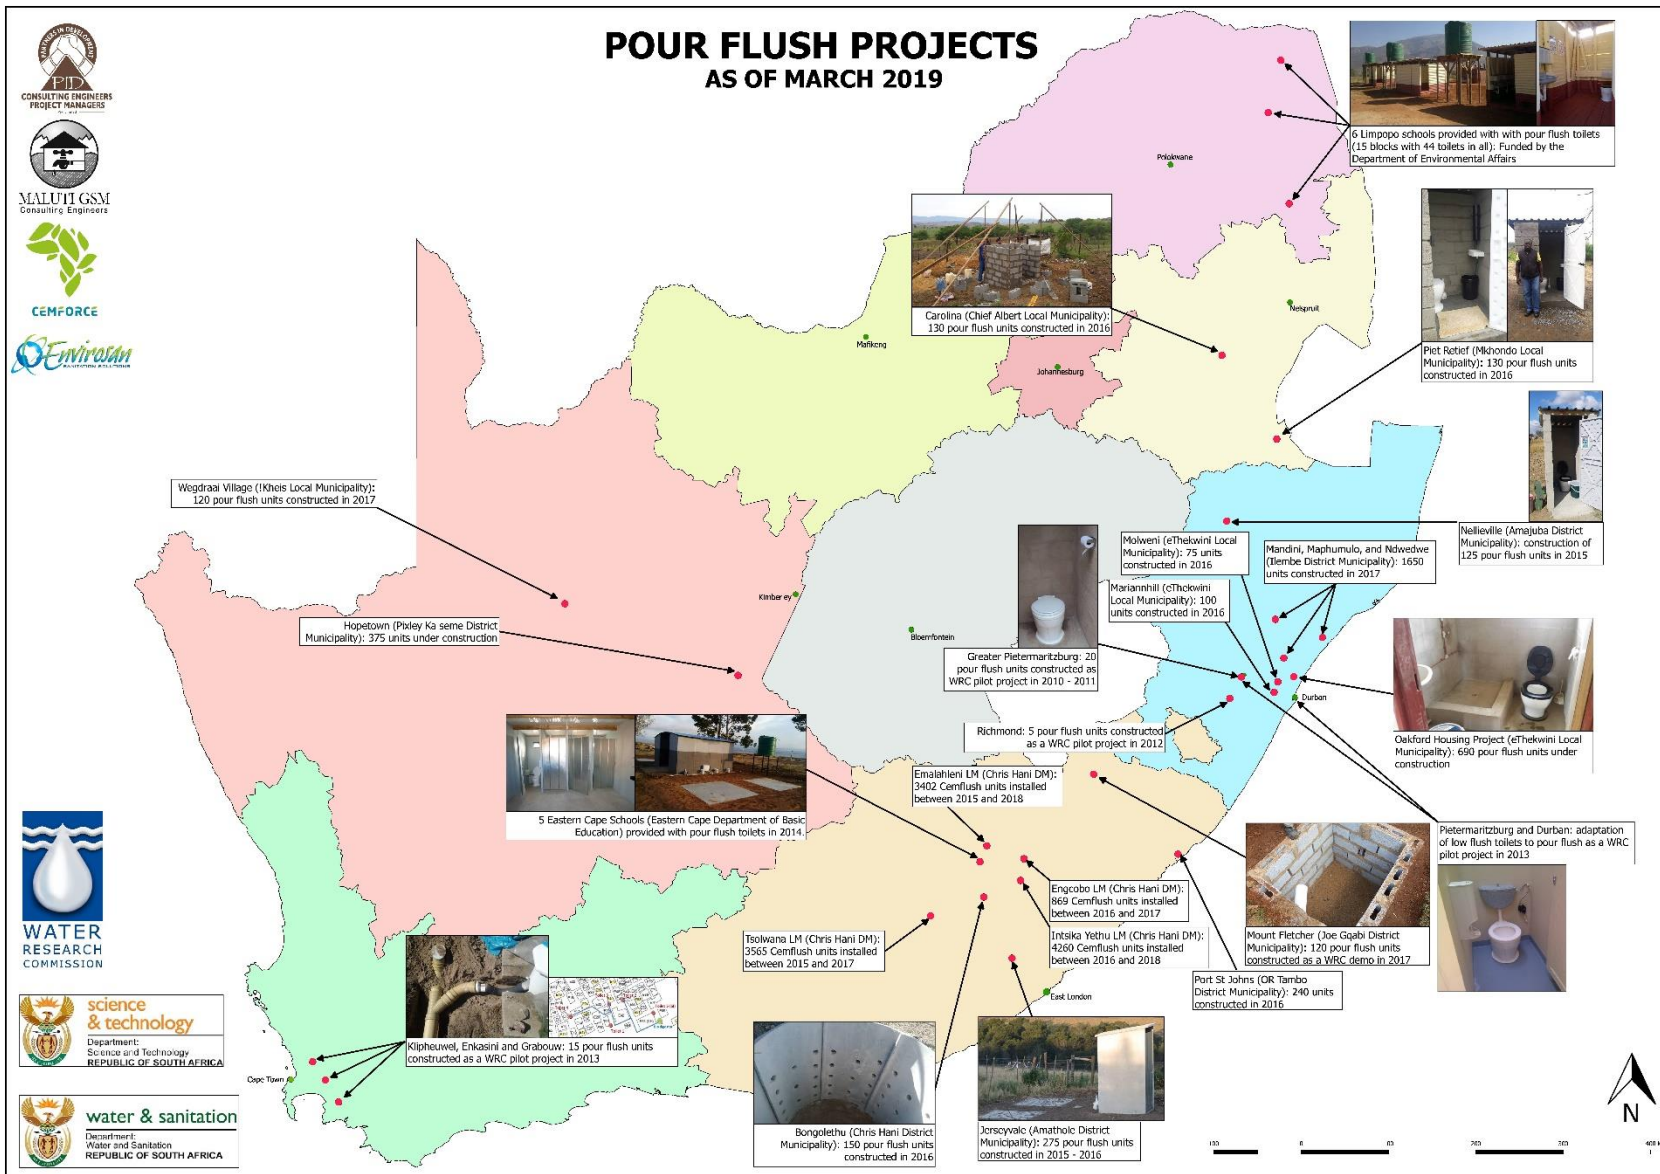 POUR FLUSH PROJECTS
AS OF MARCH 2019
PARTNERS IN DEVELOPMENT
PID
CONSULTING ENGINEERS
PROJECT MANAGERS
MALUTI GSM
Consulting Engineers
CEMFORCE
Envirosan
SANITATION SOLUTIONS
6 Limpopo schools provided with with pour flush toilets
(15 blocks with 44 toilets in all): Funded by the
Department of Environmental Affairs
Polokwane
Carolina (Chief Albert Local Municipality):
130 pour flush units constructed in 2016
Nelspruit
Mafikeng
Johannesburg
Piet Retief (Mkhondo Local
Municipality): 130 pour flush units
constructed in 2016
Wegdraai Village (!Kheis Local Municipality):
120 pour flush units constructed in 2017
Nellieville (Amajuba District
Municipality): construction of
125 pour flush units in 2015
Molweni (eThekwini Local
Municipality): 75 units
constructed in 2016
Mandini, Maphumulo, and Ndwedwe
(Ilembe District Municipality): 1650
units constructed in 2017
Mariannhill (eThekwini
Local Municipality): 100
units constructed in 2016
Kimber ey
Hopetown (Pixley Ka seme District
Municipality): 375 units under construction
Bloemfontein
Greater Pietermaritzburg: 20
pour flush units constructed as
WRC pilot project in 2010 - 2011
Durban
Richmond: 5 pour flush units constructed
as a WRC pilot project in 2012
Oakford Housing Project (eThekwini Local
Municipality): 690 pour flush units under
construction
Emalahleni LM (Chris Hani DM):
3402 Cemflush units installed
between 2015 and 2018
5 Eastern Cape Schools (Eastern Cape Department of Basic
Education) provided with pour flush toilets in 2014.
Pietermaritzburg and Durban: adaptation
of low flush toilets to pour flush as a WRC
pilot project in 2013
Engcobo LM (Chris Hani DM):
869 Cemflush units installed
between 2016 and 2017
Tsolwana LM (Chris Hani DM):
3565 Cemflush units installed
between 2015 and 2017
Intsika Yethu LM (Chris Hani DM):
4260 Cemflush units installed
between 2016 and 2018
Mount Fletcher (Joe Gqabi District
Municipality): 120 pour flush units
constructed as a WRC demo in 2017
Port St Johns (OR Tambo
District Municipality): 240 units
constructed in 2016
East London
WATER
RESEARCH
COMMISSION
science
& technology
Department:
Science and Technology
REPUBLIC OF SOUTH AFRICA
Klipheuwel, Enkasini and Grabouw: 15 pour flush units
constructed as a WRC pilot project in 2013
Cape Town
water & sanitation
Department:
Water and Sanitation
REPUBLIC OF SOUTH AFRICA
Bongolethu (Chris Hani District
Municipality): 150 pour flush units
constructed in 2016
Jerseyvale (Amathole District
Municipality): 275 pour flush units
constructed in 2015 - 2016
N